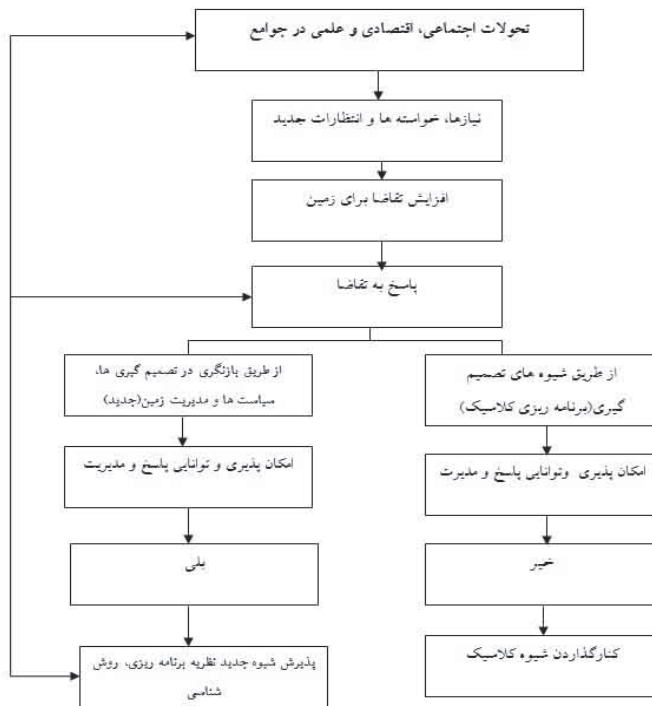 تحولات اجتماعی، اقتصادی و علمی در جوامع
نیازها، خواسته ها و انتظارات جدید
افزایش تقاضا برای زمین
پاسخ به تقاضا
از طریق شیوه های تصمیم
گیری(برنامه ریزی کلاسیک)
از طریق بازنگری در تصمیم گیری ها،
سیاست ها و مدیریت زمین(جدید)
امکان پذیری وتوانایی پاسخ و مدیرت
امکان پذیری و توانایی پاسخ و مدیریت
خیر
بلی
کنارگذاردن شیوه کلاسیک
پذیرش شیوه جدید نظریه برنامه ریزی، روش
شناسی